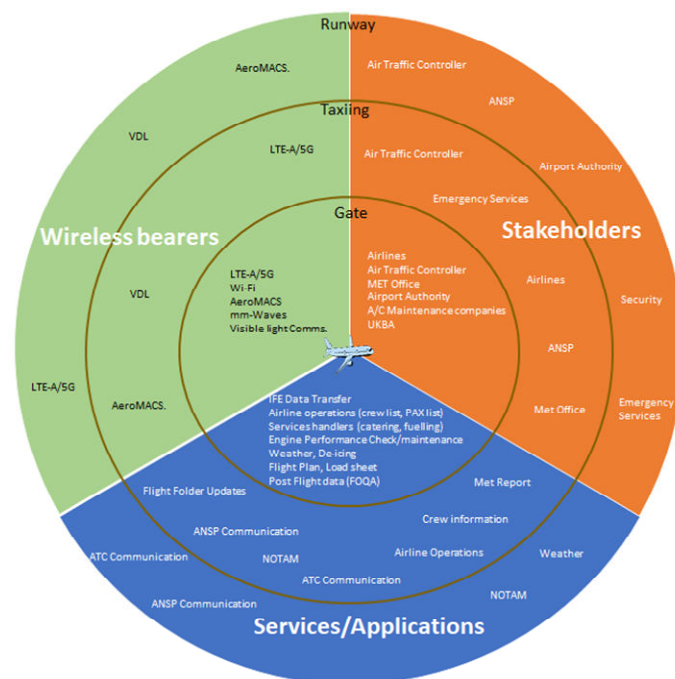 Runway
AeroMACS.
Air Traffic Controller
ANSP
Taxiing
VDL
LTE-A/5G
Air Traffic Controller
Airport Authority
Emergency Services
Gate
Wireless bearers
Stakeholders
LTE-A/5G
Wi-Fi
AeroMACS
mm-Waves
Visible light Comms.
Airlines
Air Traffic Controller
MET Office
Airport Authority
A/C Maintenance companies
UKBA
Airlines
VDL
Security
ANSP
LTE-A/5G
AeroMACS.
Met Office
Emergency
Services
IFE Data Transfer
Airline operations (crew list, PAX list)
Services handlers (catering, fuelling)
Engine Performance Check/maintenance
Weather, De-icing
Flight Plan, Load sheet
Post Flight data (FOQA)
Flight Folder Updates
Met Report
Crew information
ANSP Communication
ATC Communication
NOTAM
Airline Operations
Weather
ATC Communication
NOTAM
ANSP Communication
Services/Applications